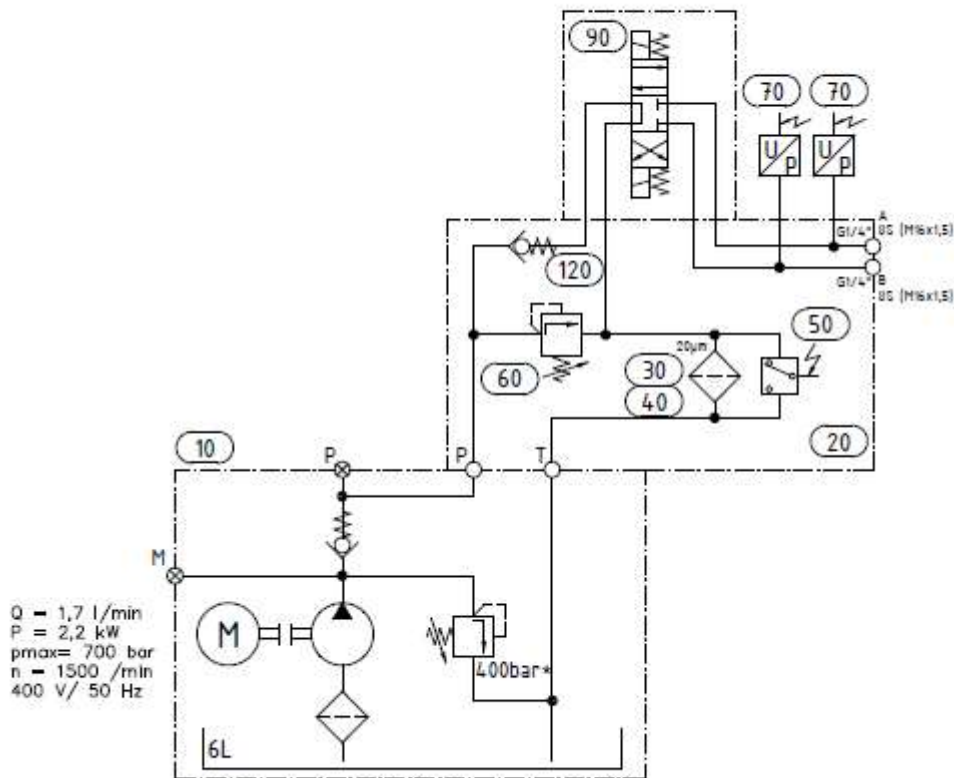 90
70 70
U/p U/p
A
G1/4" 8S (M16x1,5)
G1/4" B
8S (M16x1,5)
120
50
20µm
60
30
40
10
20
P P T
M
Q = 1,7 l/min
P = 2,2 kW
pmax= 700 bar
n = 1500 /min
400 V/ 50 Hz
M
400bar*
6L